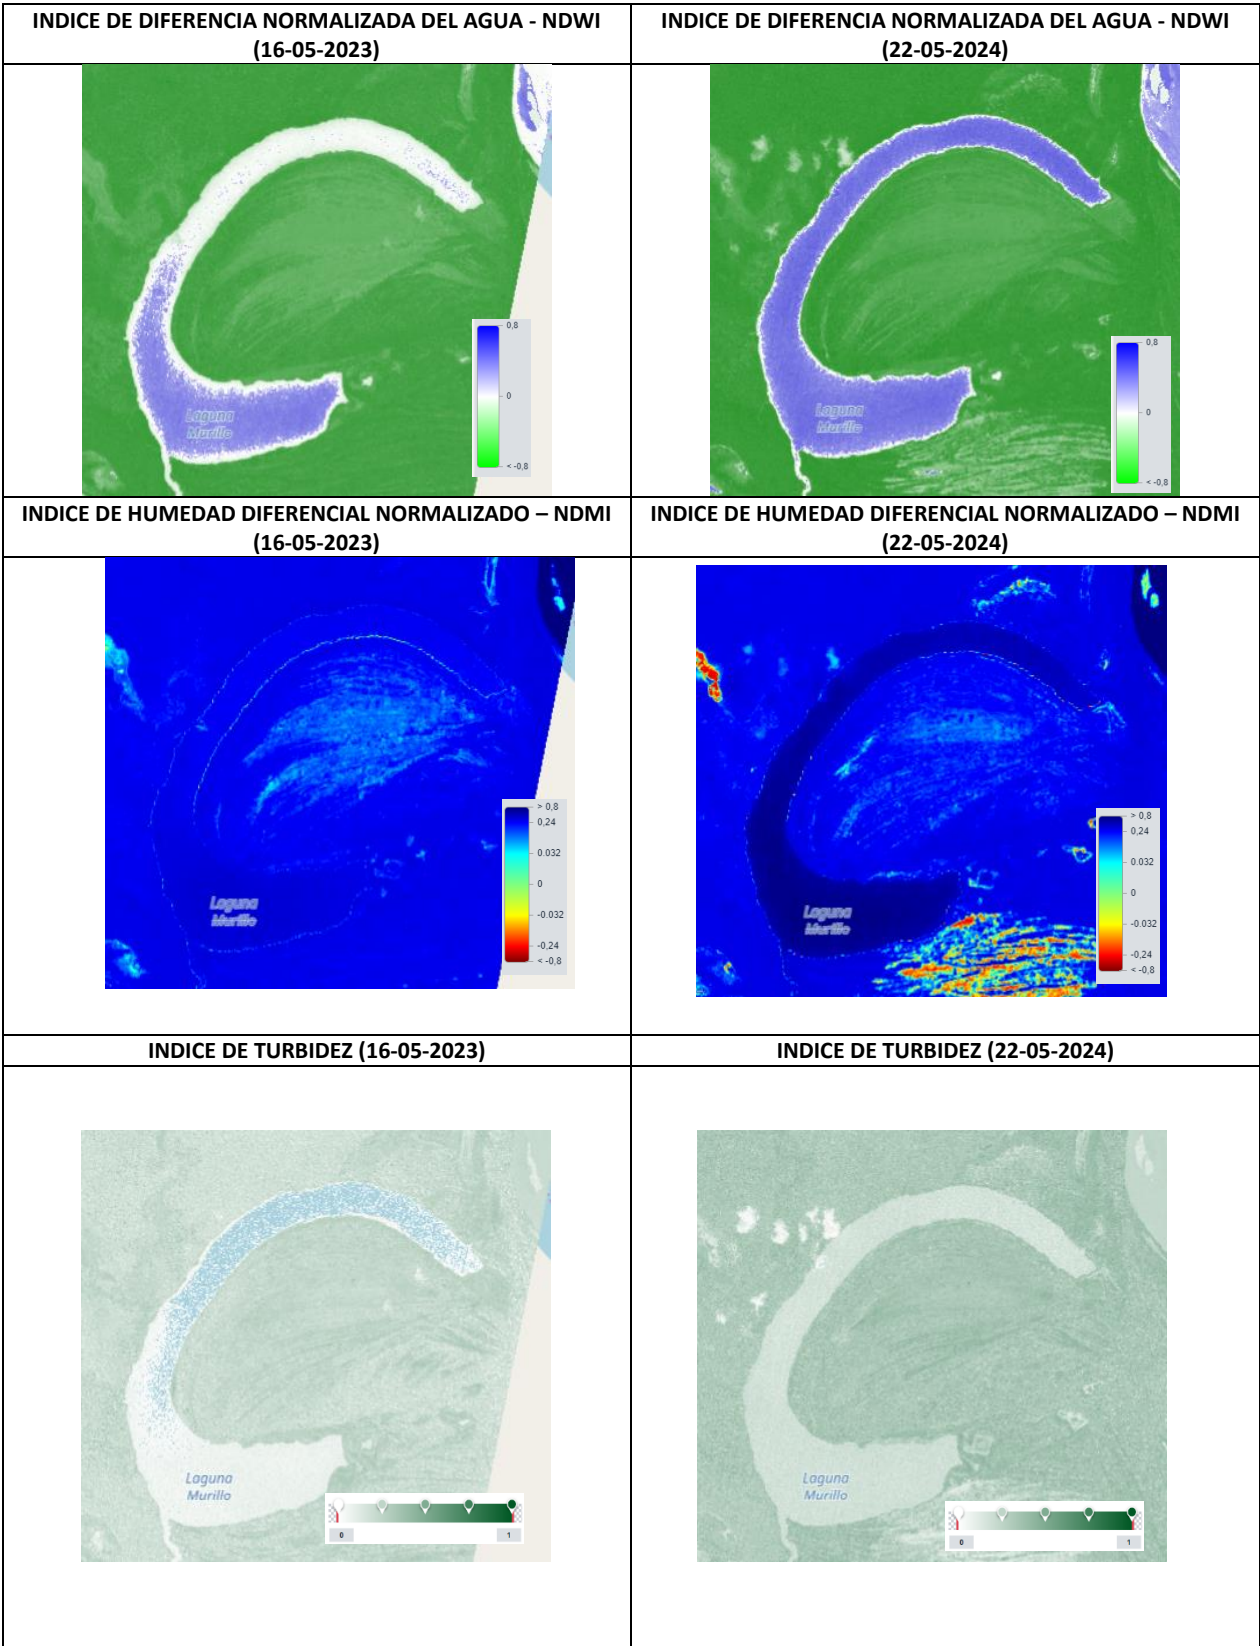 INDICE DE DIFERENCIA NORMALIZADA DEL AGUA - NDWI
(16-05-2023)
INDICE DE DIFERENCIA NORMALIZADA DEL AGUA - NDWI
(22-05-2024)
Laguna
Murillo
0,8
0
< -0,8
Laguna
Murillo
0,8
0
< -0,8
INDICE DE HUMEDAD DIFERENCIAL NORMALIZADO – NDMI
(16-05-2023)
INDICE DE HUMEDAD DIFERENCIAL NORMALIZADO – NDMI
(22-05-2024)
Laguna
Murillo
> 0,8
0,24
0.032
0
-0.032
-0,24
< -0,8
Laguna
Murillo
> 0,8
0,24
0.032
0
-0.032
-0,24
< -0,8
INDICE DE TURBIDEZ (16-05-2023)
INDICE DE TURBIDEZ (22-05-2024)
Laguna
Murillo
0
1
Laguna
Murillo
0
1